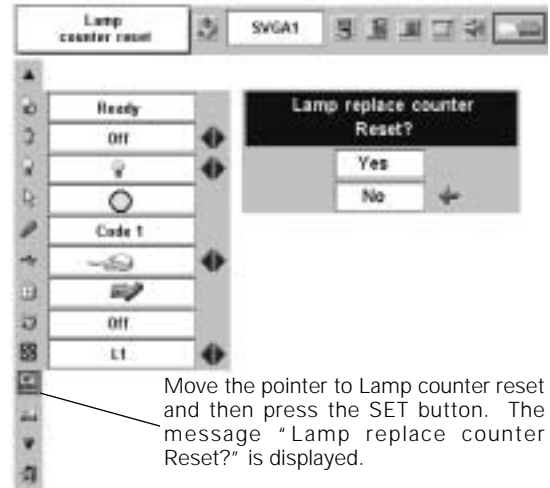 Lamp
counter reset
SVGA1
Ready
Off
Code 1
Off
L1
Lamp replace counter
Reset?
Yes
No
Move the pointer to Lamp counter reset
and then press the SET button. The
message “Lamp replace counter
Reset?” is displayed.